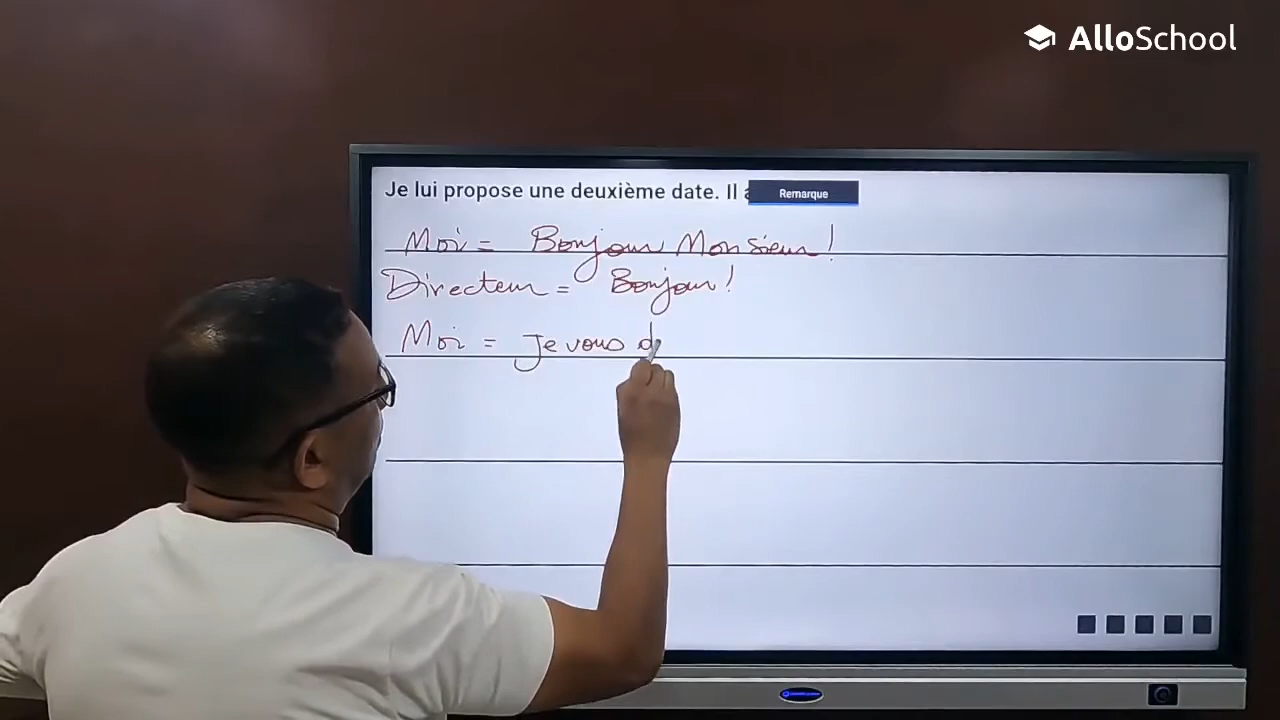 AlloSchool
Je lui propose une deuxième date. Il
Remarque
Moi = Bonjour Monsieur !
Directeur = Bonjour !
Moi = Je vous d